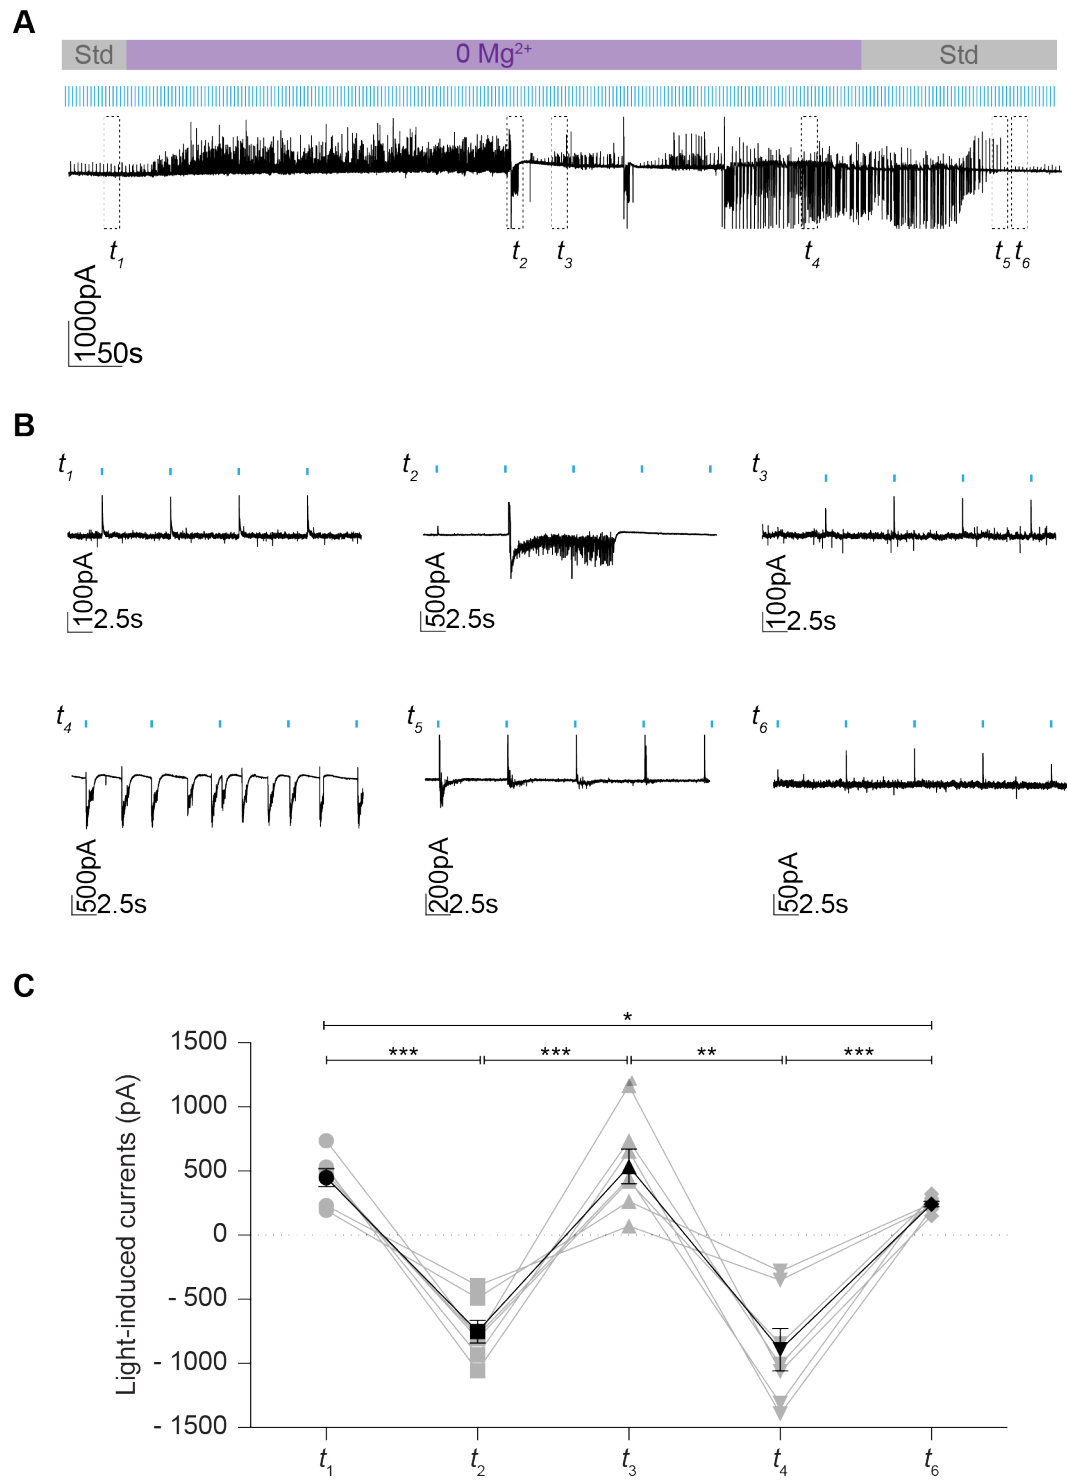 A
Std 0 Mg²⁺ Std
t₁ t₂ t₃ t₄ t₅ t₆
1000pA
150s
B
t₁ t₂ t₃
100pA 2.5s 500pA 2.5s 100pA 2.5s
t₄ t₅ t₆
500pA 2.5s 200pA 2.5s 50pA 2.5s
C
*
*** *** ** ***
Light-induced currents (pA)
1500
1000
500
0
- 500
- 1000
- 1500
t₁ t₂ t₃ t₄ t₆